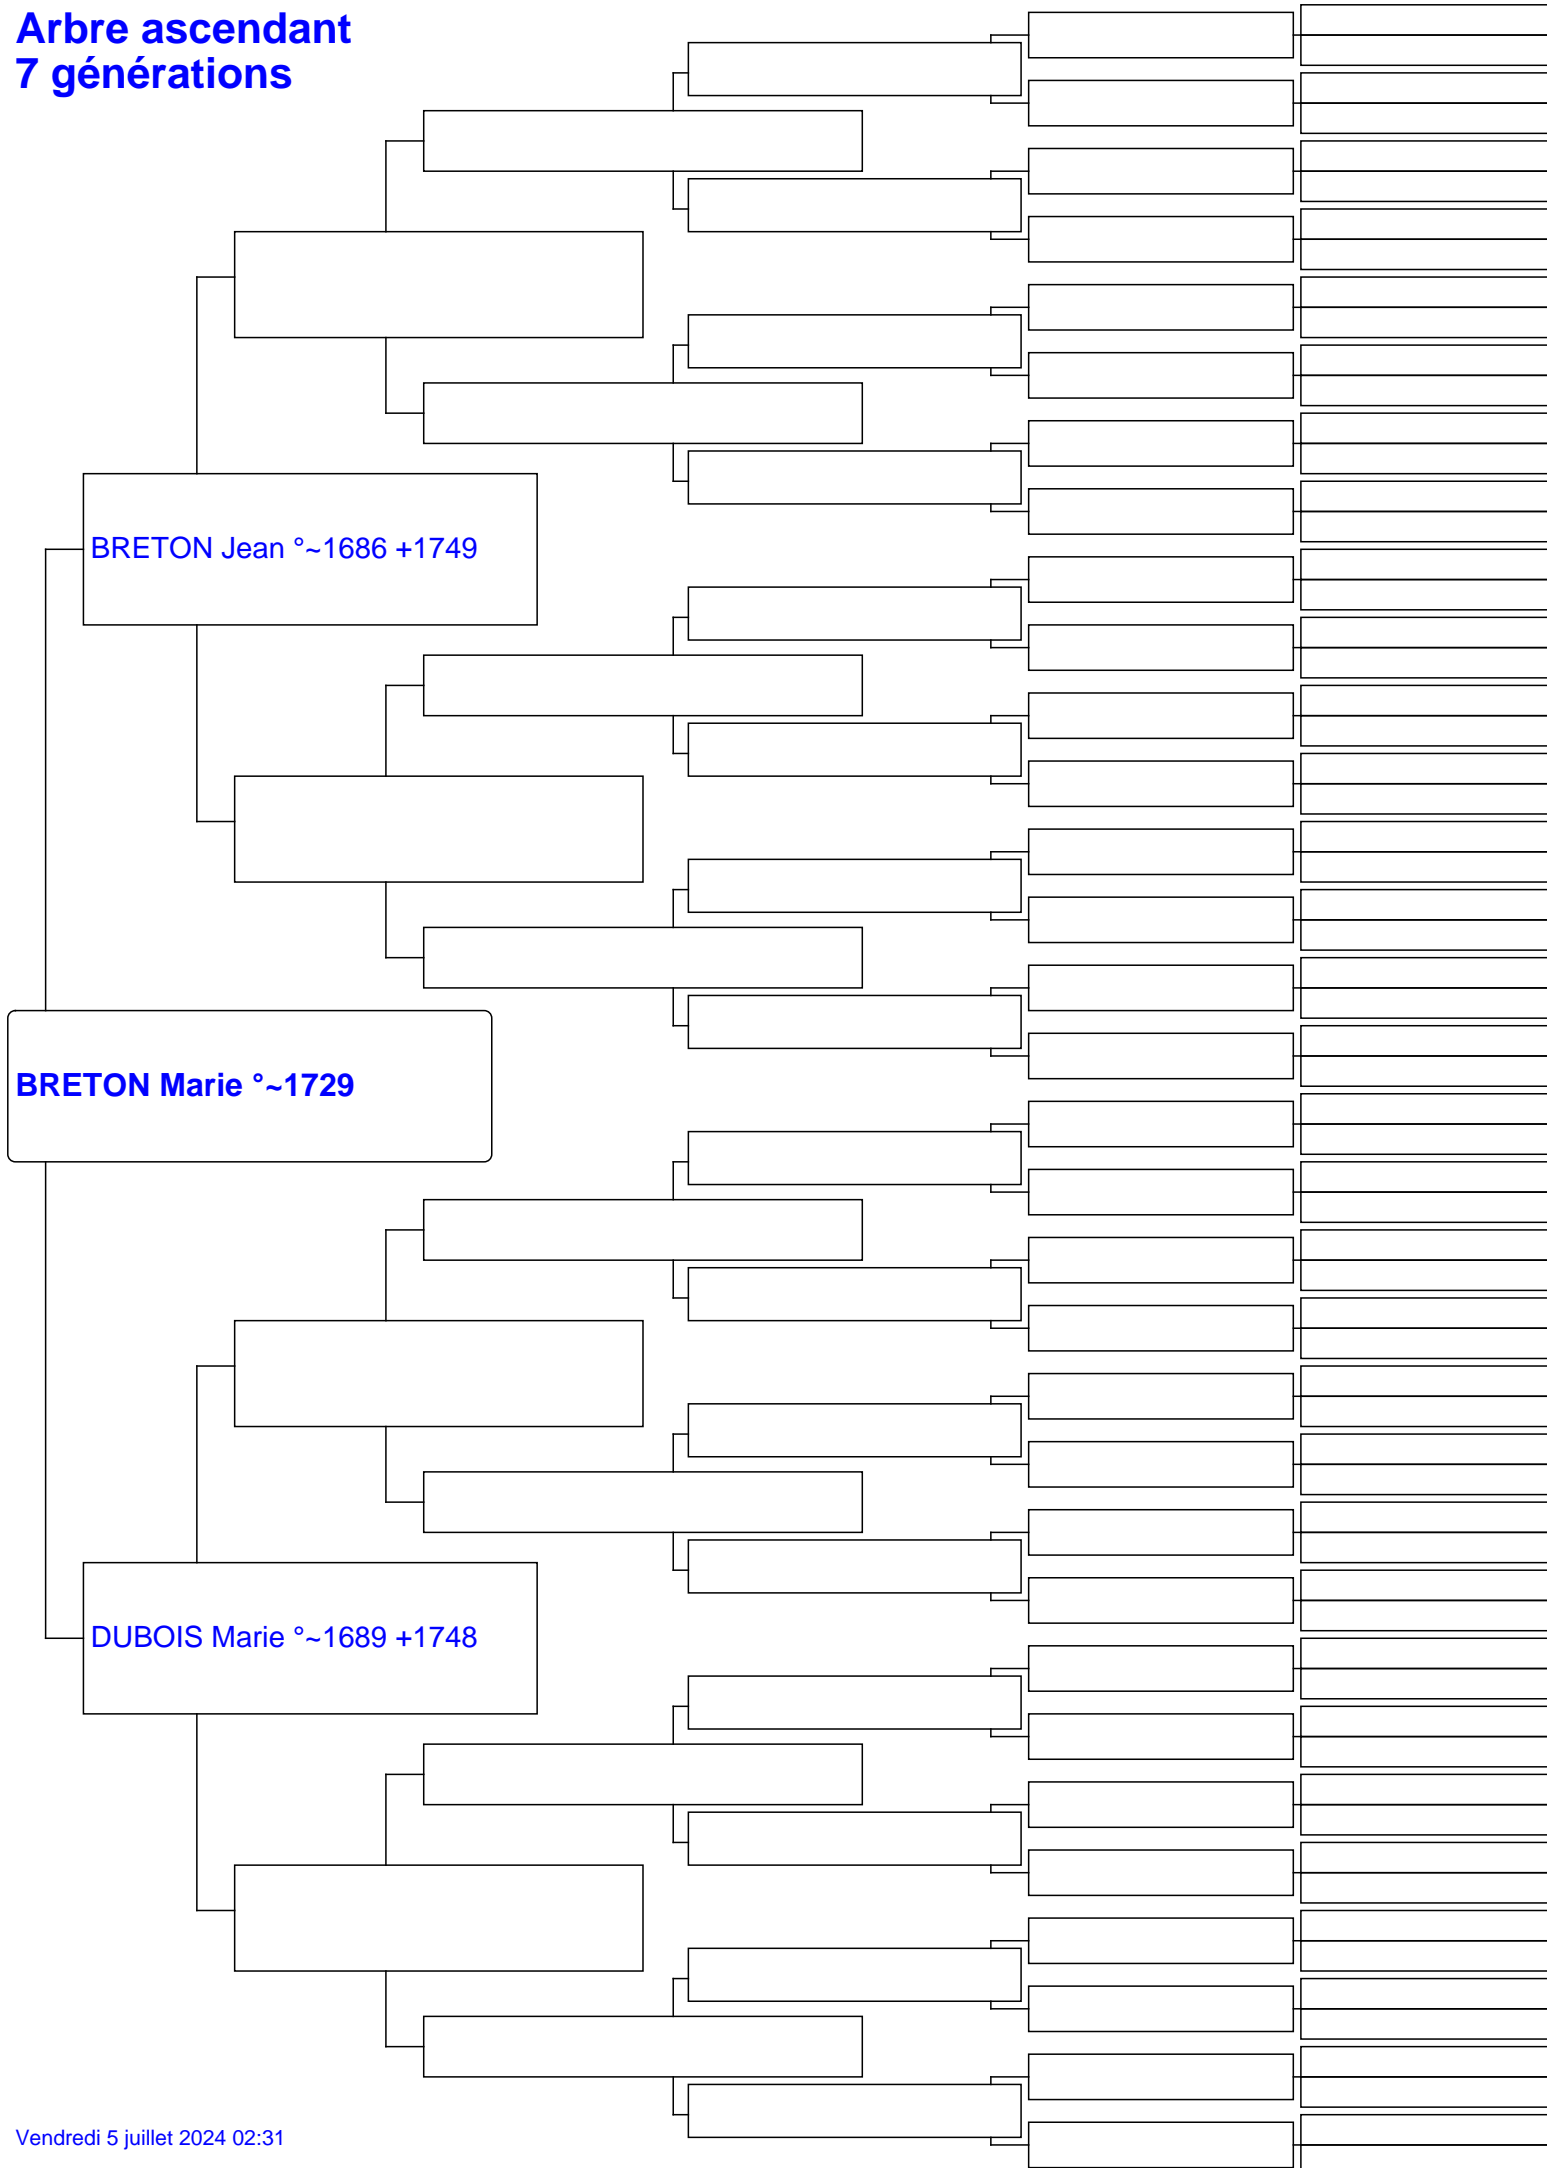 Arbre ascendant
7 générations
BRETON Jean °~1686 +1749
BRETON Marie °~1729
DUBOIS Marie °~1689 +1748
Vendredi 5 juillet 2024 02:31